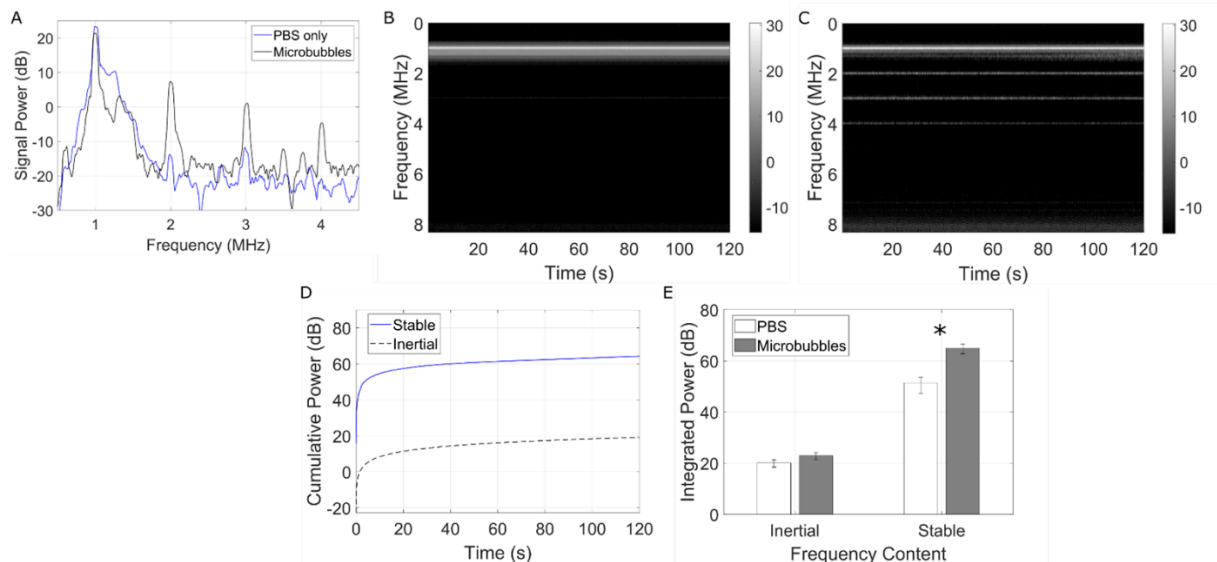 A
PBS only
Microbubbles
20
10
0
-10
-20
-30
1
2
3
4
Signal Power (dB)
Frequency (MHz)
B
0
2
4
6
8
20
40
60
80
100
120
Frequency (MHz)
Time (s)
30
20
10
0
-10
C
0
2
4
6
8
20
40
60
80
100
120
Frequency (MHz)
Time (s)
30
20
10
0
-10
D
Stable
Inertial
80
60
40
20
0
-20
0
20
40
60
80
100
120
Cumulative Power (dB)
Time (s)
E
PBS
Microbubbles
*
80
60
40
20
0
Inertial
Stable
Integrated Power (dB)
Frequency Content